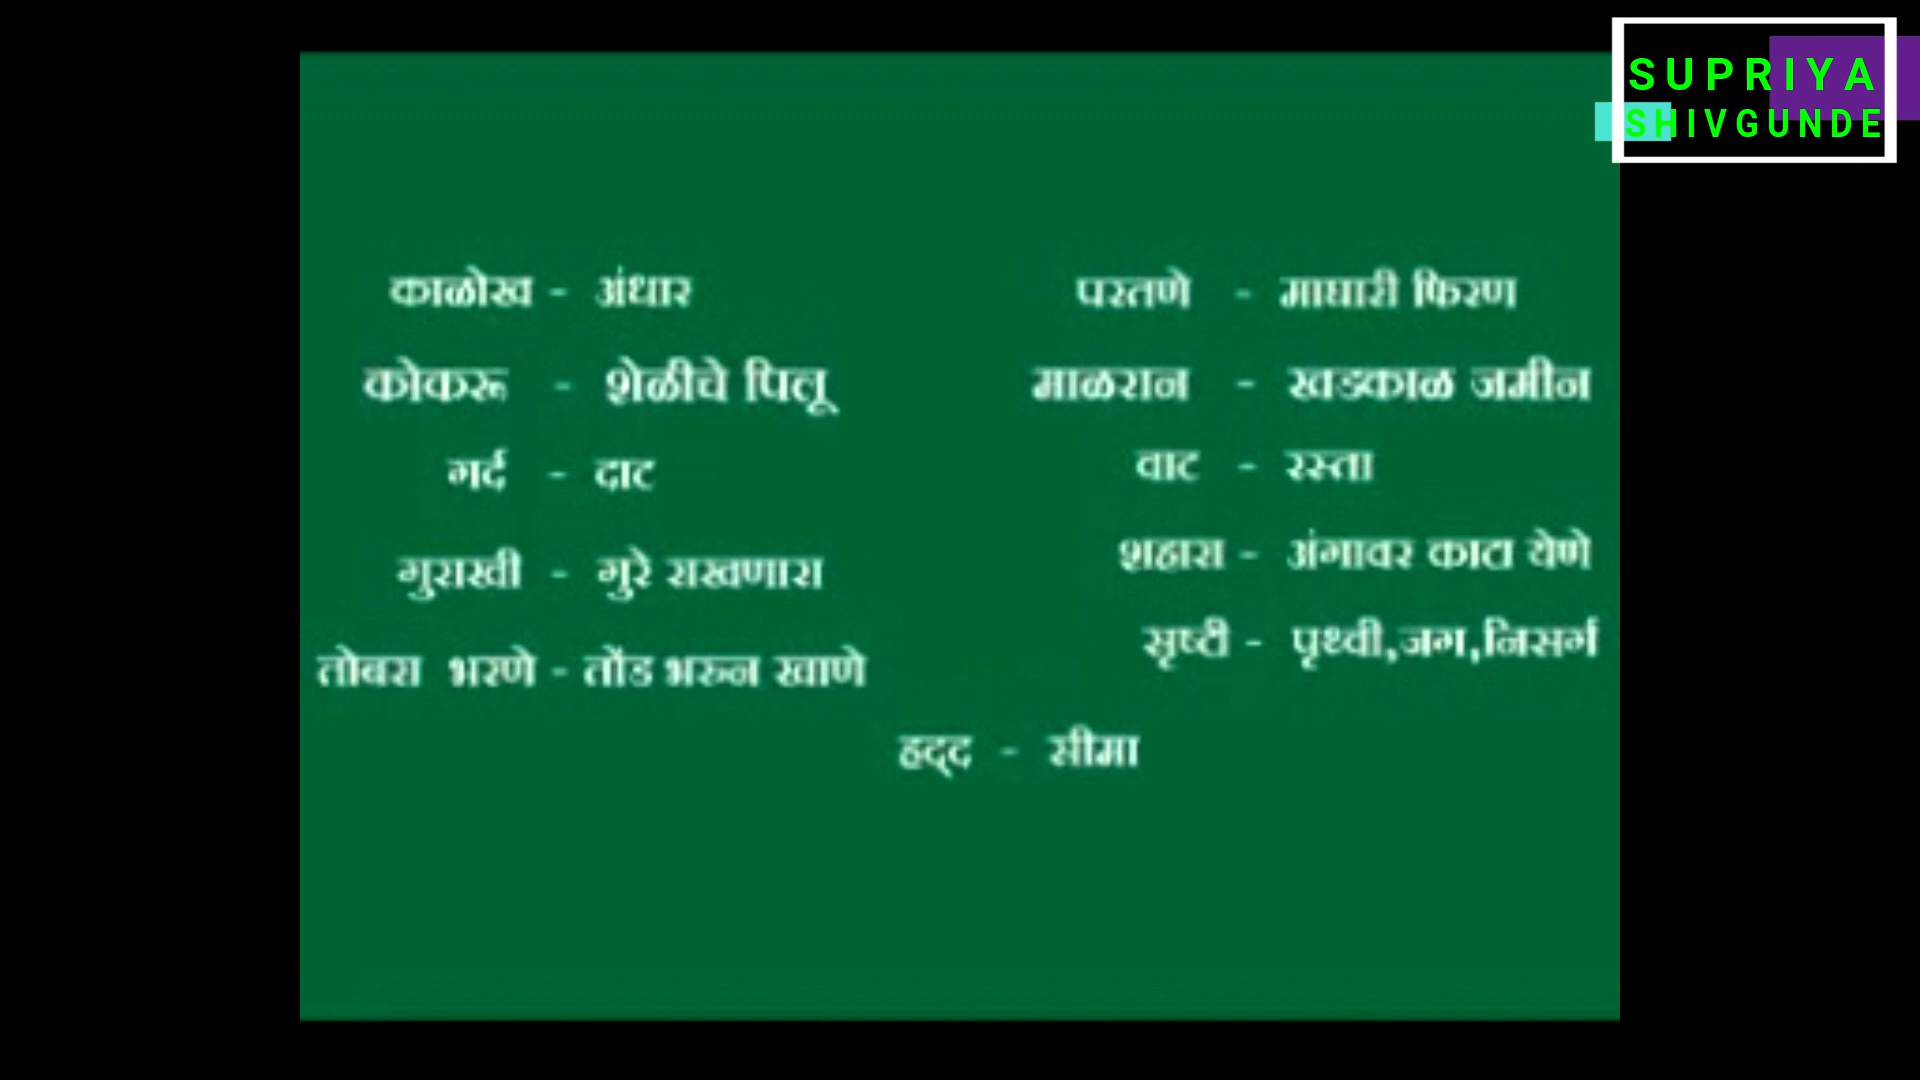 SUPRIYA
SHIVGUNDE
काळोख - अंधार
कोकरू - शेळीचे पिलू
गर्द - दाट
गुराखी - गुरे राखणारा
तोबरा भरणे - तोंड भरुन खाणे
परतणे - माघारी फिरण
माळरान - खडकाळ जमीन
वाट - रस्ता
शहारा - अंगावर काटा येणे
सृष्टी - पृथ्वी,जग,निसर्ग
हद्द - सीमा